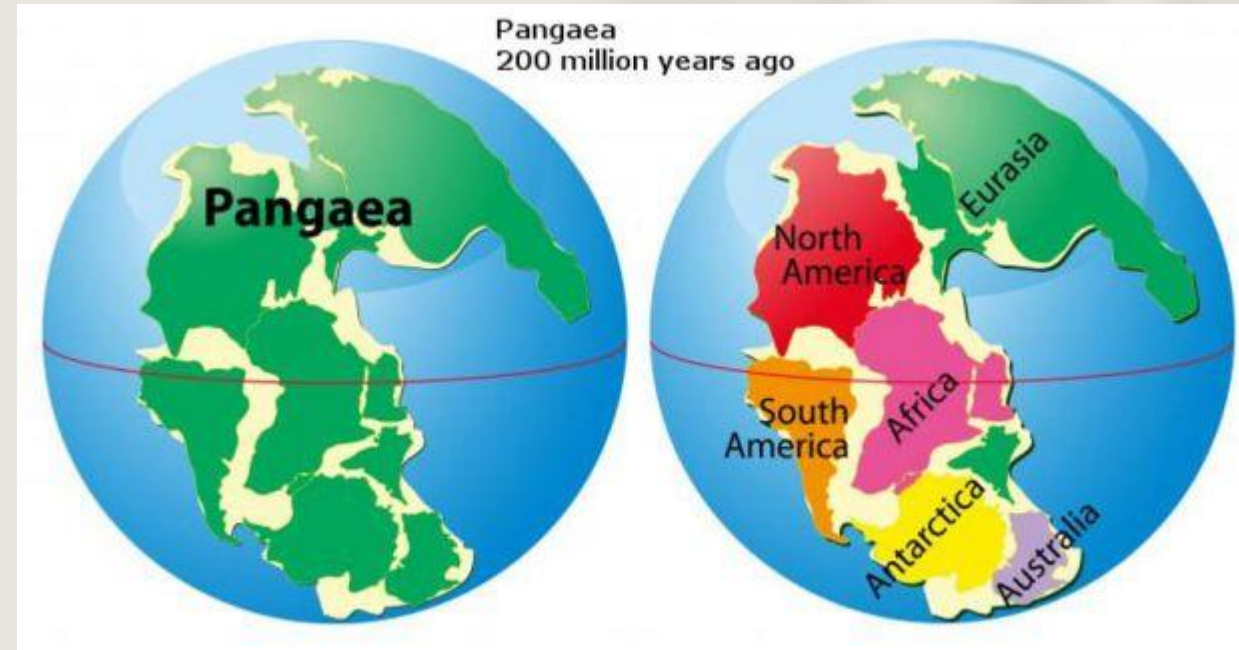 Pangaea
200 million years ago
Pangaea
Eurasia
North
America
South
America
Africa
Antarctica
Australia